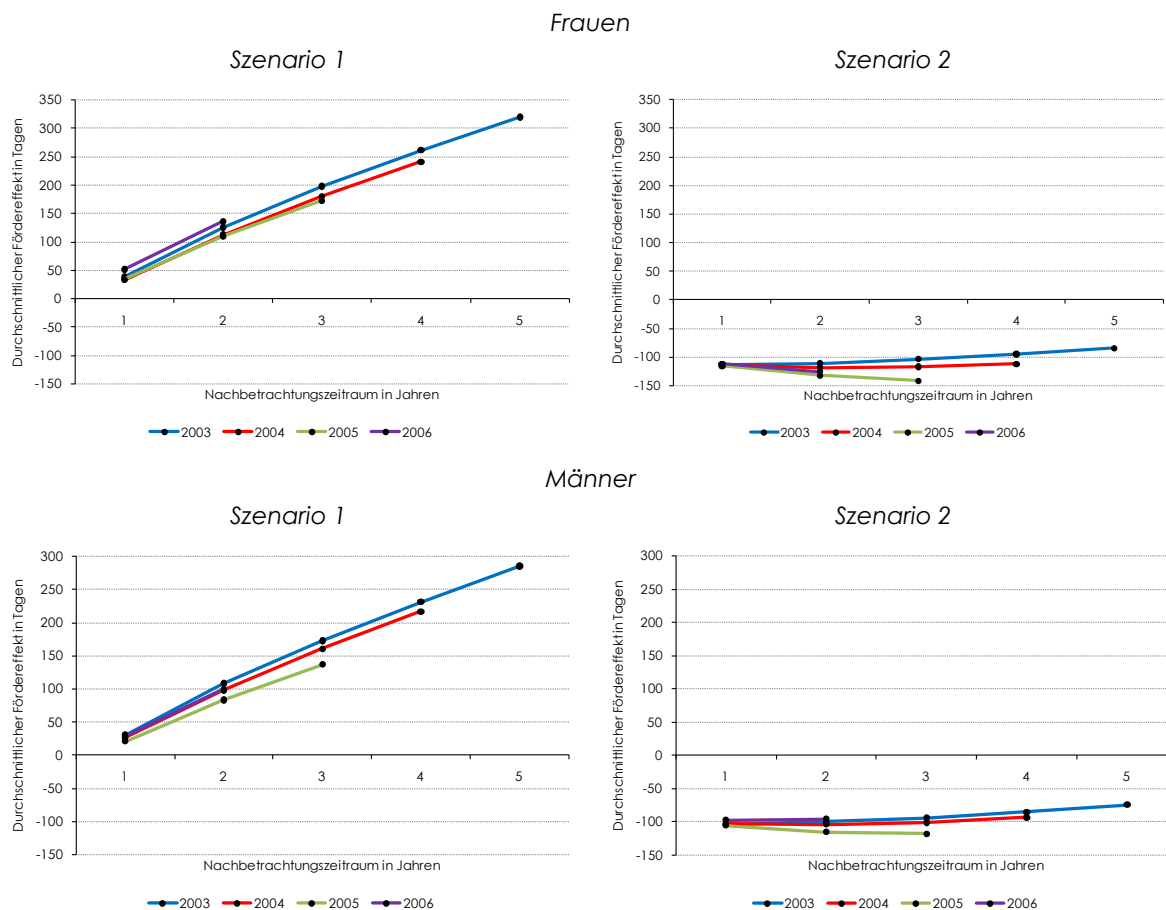 Frauen
Szenario 1
Szenario 2
Durchschnittlicher Fördereffekt in Tagen
350
300
250
200
150
100
50
0
-50
-100
-150
1 2 3 4 5
Nachbetrachtungszeitraum in Jahren
2003 2004 2005 2006
Durchschnittlicher Fördereffekt in Tagen
350
300
250
200
150
100
50
0
-50
-100
-150
1 2 3 4 5
Nachbetrachtungszeitraum in Jahren
2003 2004 2005 2006
Männer
Szenario 1
Szenario 2
Durchschnittlicher Fördereffekt in Tagen
300
250
200
150
100
50
0
-50
-100
-150
1 2 3 4 5
Nachbetrachtungszeitraum in Jahren
2003 2004 2005 2006
Durchschnittlicher Fördereffekt in Tagen
300
250
200
150
100
50
0
-50
-100
-150
1 2 3 4 5
Nachbetrachtungszeitraum in Jahren
2003 2004 2005 2006